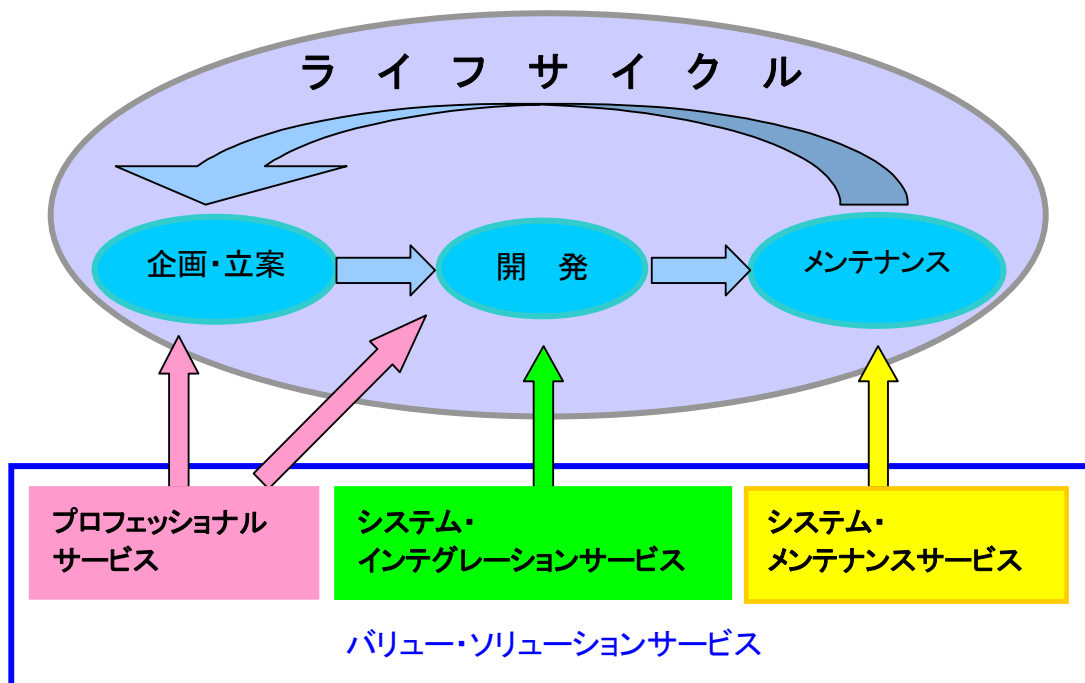 ライフサイクル
企画・立案
開　発
メンテナンス
プロフェッショナル
サービス
システム・
インテグレーションサービス
システム・
メンテナンスサービス
バリュー・ソリューションサービス